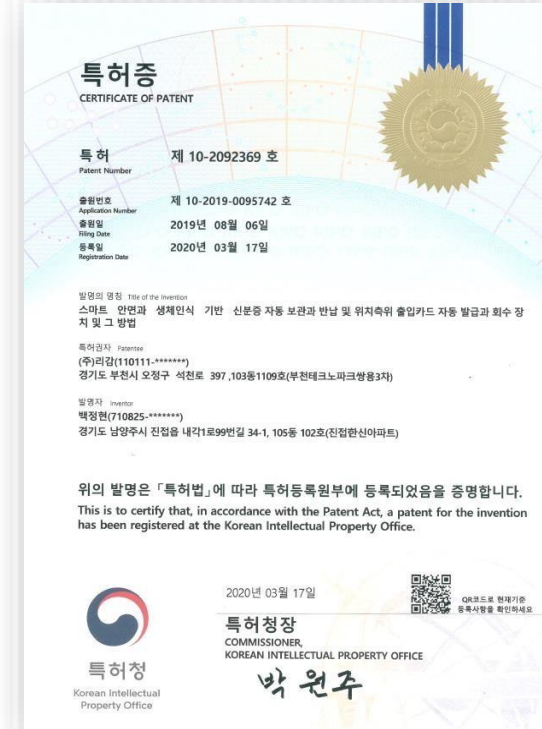 특허증
CERTIFICATE OF PATENT
특허 제 10-2092369 호
Patent Number
출원번호 제 10-2019-0095742 호
Application Number
출원일 2019년 08월 06일
Filing Date
등록일 2020년 03월 17일
Registration Date
발명의 명칭 Title of the Invention
스마트 안면과 생체인식 기반 신분증 자동 보관과 반납 및 위치측위 출입카드 자동 발급과 회수 장
치 및 그 방법
특허권자 Patentee
(주)리감(110111-*******)
경기도 부천시 오정구 석천로 397 ,103동1109호(부천테크노파크쌍용3차)
발명자 Inventor
백정현(710825-*******)
경기도 남양주시 진접읍 내각1로99번길 34-1, 105동 102호(진접한신아파트)
위의 발명은 「특허법」에 따라 특허등록원부에 등록되었음을 증명합니다.
This is to certify that, in accordance with the Patent Act, a patent for the invention
has been registered at the Korean Intellectual Property Office.
2020년 03월 17일
QR코드로 현재기준
등록사항을 확인하세요
특허청장
COMMISSIONER,
KOREAN INTELLECTUAL PROPERTY OFFICE
박원주
특허청
Korean Intellectual
Property Office